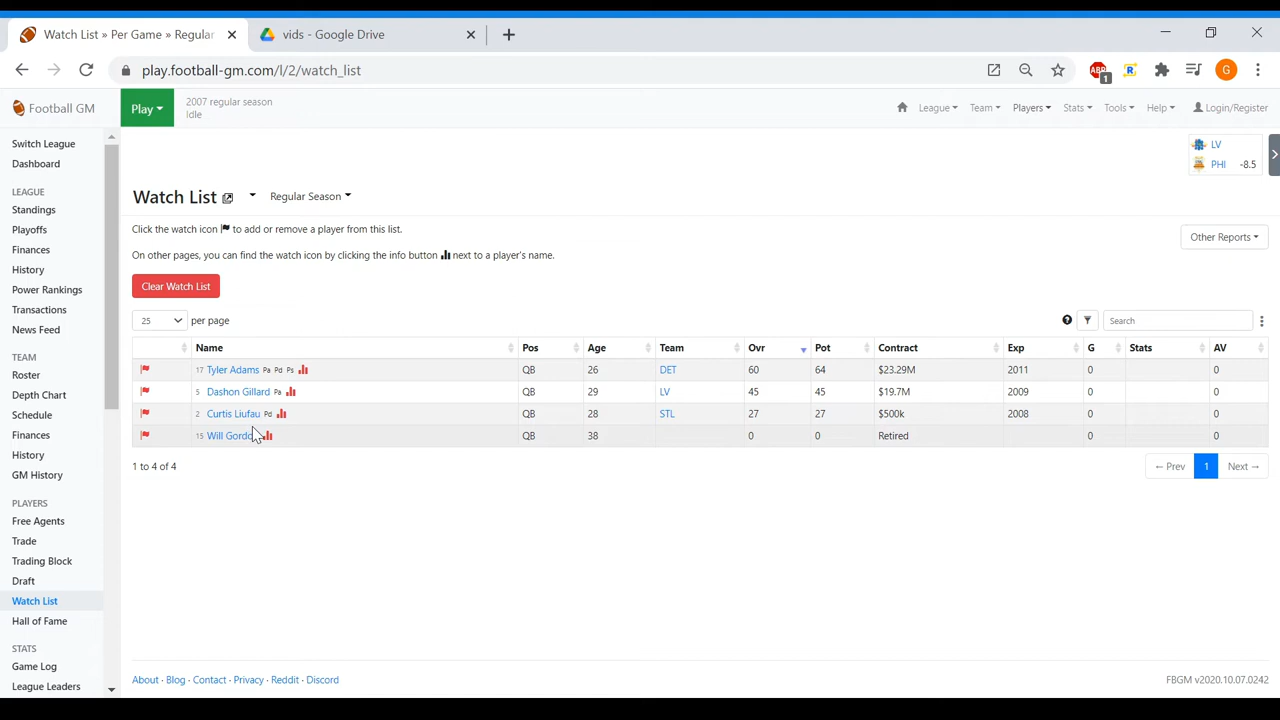 Watch List » Per Game » Regular
vids - Google Drive
play.football-gm.com/l/2/watch_list
ABP
1
R
G
Football GM
Play
2007 regular season
Idle
League
Team
Players
Stats
Tools
Help
Login/Register
LV
PHI -8.5
Switch League
Dashboard
LEAGUE
Standings
Playoffs
Finances
History
Power Rankings
Transactions
News Feed
TEAM
Roster
Depth Chart
Schedule
Finances
History
GM History
PLAYERS
Free Agents
Trade
Trading Block
Draft
Watch List
Hall of Fame
STATS
Game Log
League Leaders
Watch List
Regular Season
Click the watch icon to add or remove a player from this list.
On other pages, you can find the watch icon by clicking the info button next to a player's name.
Other Reports
Clear Watch List
25 per page
Search
Name Pos Age Team Ovr Pot Contract Exp G Stats AV
17 Tyler Adams Pa Pd Ps QB 26 DET 60 64 $23.29M 2011 0 0
5 Dashon Gillard Pa QB 29 LV 45 45 $19.7M 2009 0 0
2 Curtis Liufau Pd QB 28 STL 27 27 $500k 2008 0 0
15 Will QB 38 0 0 Retired 0 0
1 to 4 of 4
← Prev 1 Next →
About · Blog · Contact · Privacy · Reddit · Discord
FBGM v2020.10.07.0242